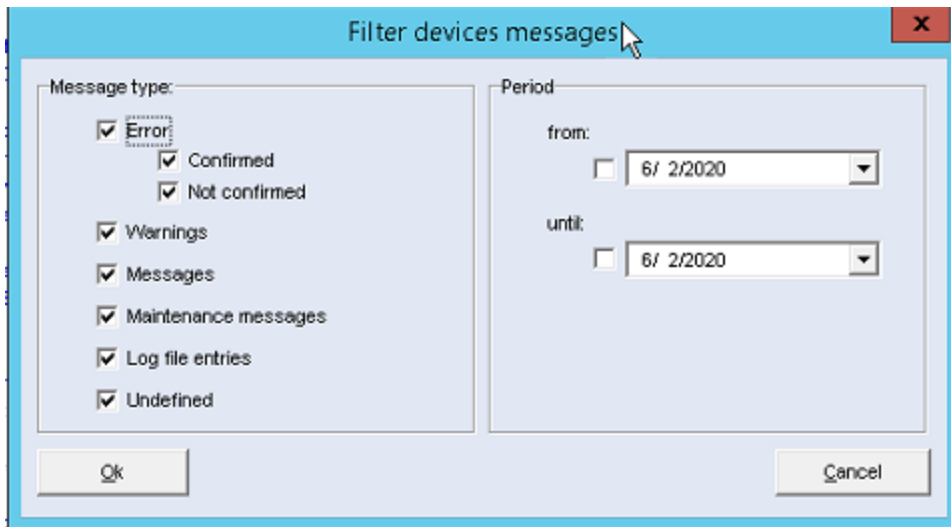 Filter devices messages
x
Message type:
Error
Confirmed
Not confirmed
Warnings
Messages
Maintenance messages
Log file entries
Undefined
Period
from:
6/ 2/2020
until:
6/ 2/2020
Ok
Cancel